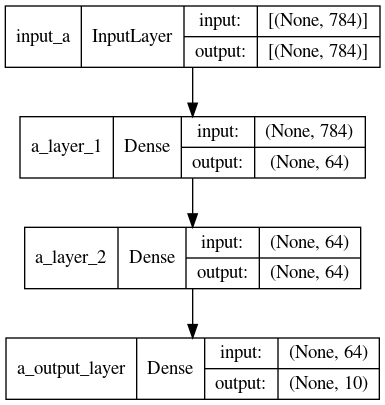 input_a InputLayer input: [(None, 784)]
output: [(None, 784)]
a_layer_1 Dense input: (None, 784)
output: (None, 64)
a_layer_2 Dense input: (None, 64)
output: (None, 64)
a_output_layer Dense input: (None, 64)
output: (None, 10)